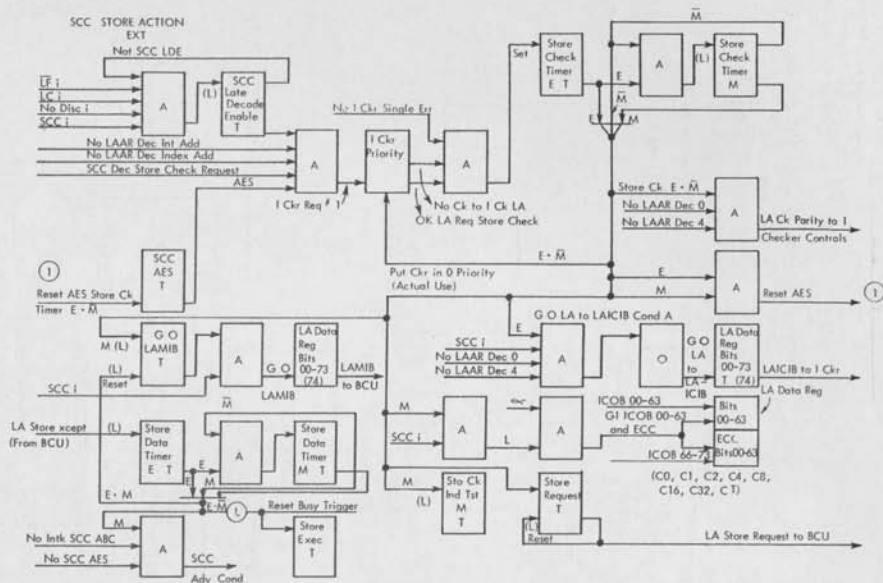 SCC STORE ACTION
EXT
Not SCC LDE
L̅F̅ i
LC i
No Disc i
SCC i
A
(L)
SCC
Late
Decode
Enable
T
No LAAR Dec Int Add
No LAAR Dec Index Add
SCC Dec Store Check Request
AES
A
I Ckr Req # 1
No I Ckr Single Err
I Ckr
Priority
A
No Ck to I Ck LA
OK LA Req Store Check
Set
Store
Check
Timer
E T
E
M̅
A
(L)
Store
Check
Timer
M
M̅
E
M
Store Ck E • M̅
No LAAR Dec 0
No LAAR Dec 4
A
LA Ck Parity to I
Checker Controls
E
M
A
Reset AES
1
E • M̅
Put Ckr in 0 Priority
(Actual Use)
1
Reset AES Store Ck
Timer E • M̅
SCC
AES
T
M (L)
(L)
Reset
G O
LAMIB
T
SCC i
A
G O
LAMIB
LA Data
Reg
Bits
00-73
(74)
LAMIB
to BCU
E
G O LA to LAICIB Cond A
SCC i
No LAAR Dec 0
No LAAR Dec 4
A
O
G O
LA
to
LA-
ICIB
LA Data
Reg
Bits
00-73
T (74)
LAICIB to I Ckr
LA Data Reg
LA Store xcept
(From BCU)
(L)
Store
Data
Timer
E T
E
M̅
A
Store
Data
Timer
M T
E
M
E • M
E • M̅
M
SCC i
A
L
A
ICOB 00-63
GI ICOB 00-63
and ECC
ICOB 66-73
Bits
00-63
ECC
Bits 00-63
(C0, C1, C2, C4, C8,
C16, C32, C T)
M
(L)
Sto Ck
Ind Tst
M
T
Store
Request
T
(L)
Reset
LA Store Request to BCU
Reset Busy Trigger
Store
Exec
T
M
No Intk SCC ABC
No SCC AES
A
SCC
Adv Cond